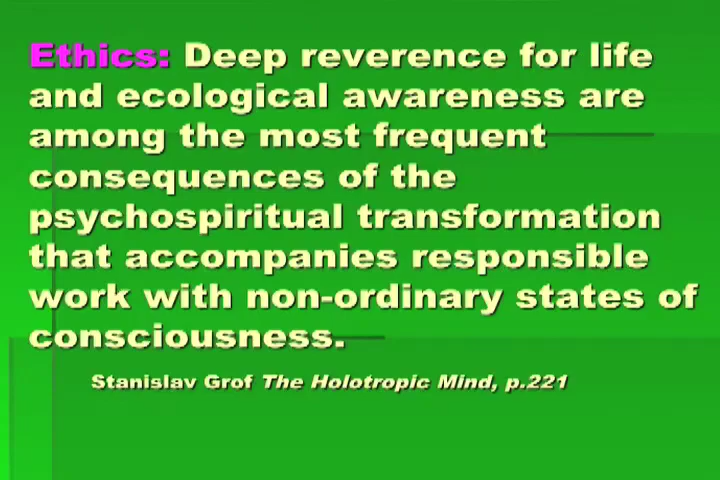 Ethics: Deep reverence for life
and ecological awareness are
among the most frequent
consequences of the
psychospiritual transformation
that accompanies responsible
work with non-ordinary states of
consciousness.
Stanislav Grof The Holotropic Mind, p.221